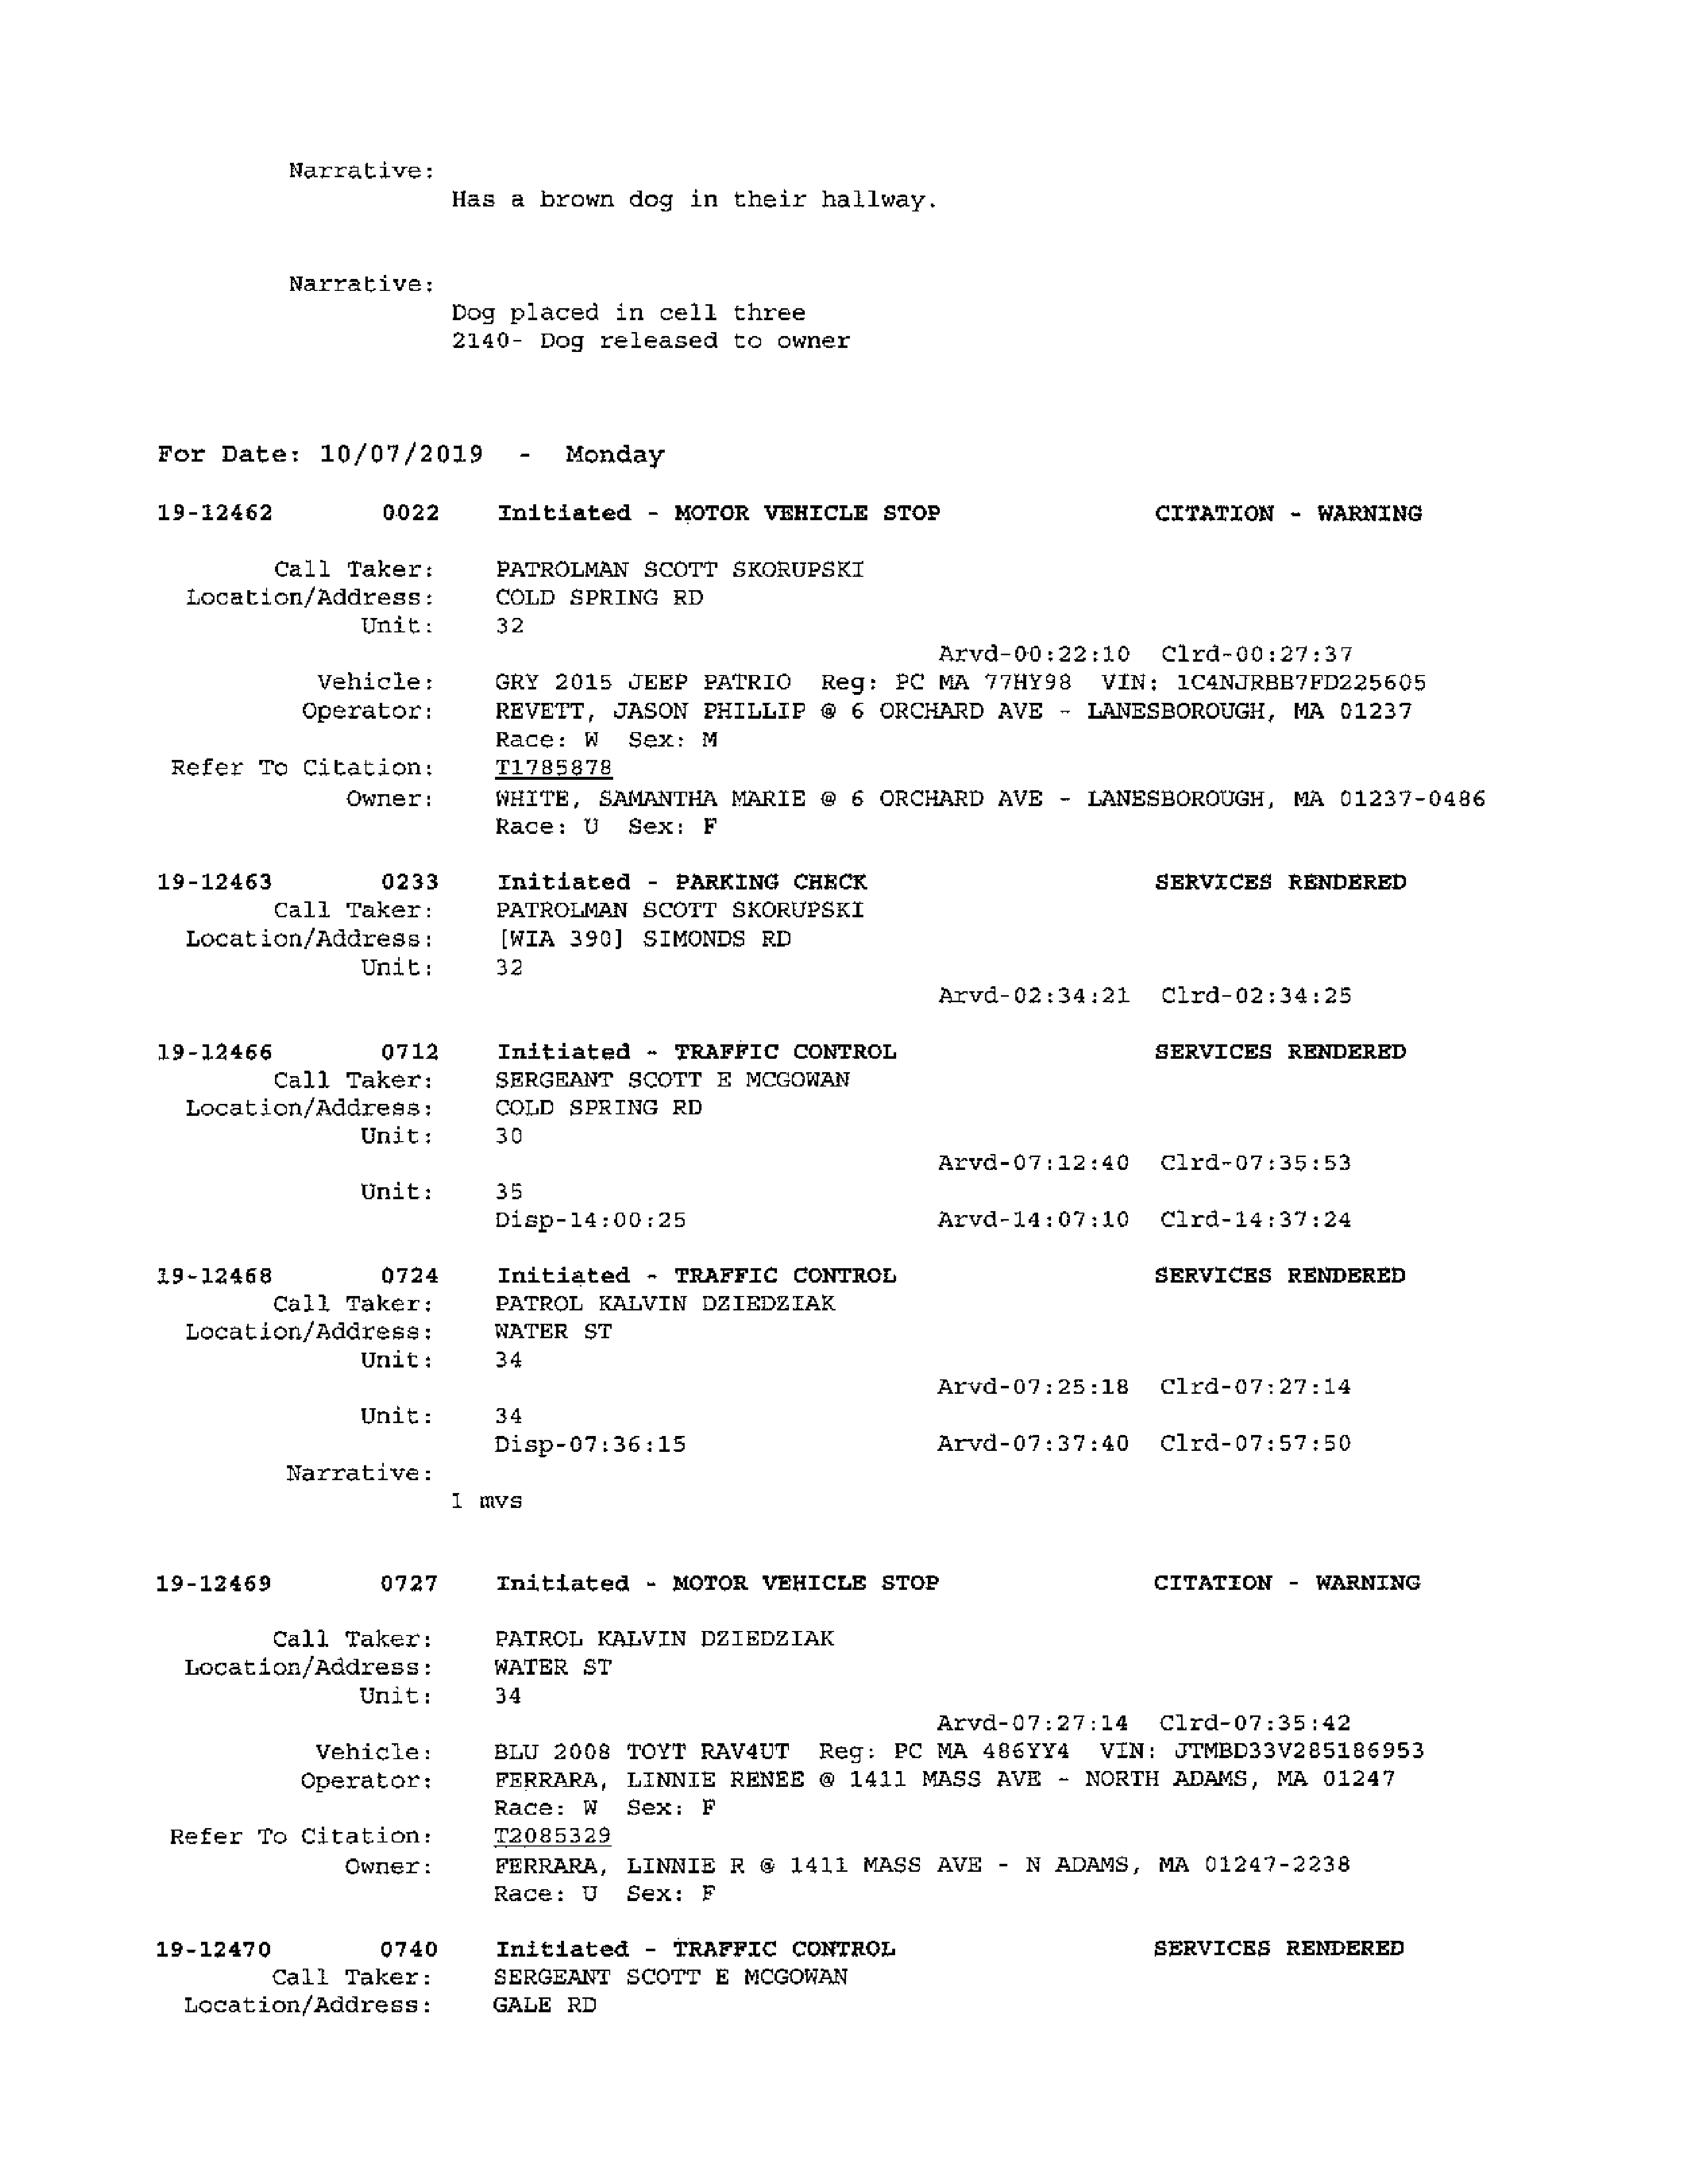 Narrative:
Has a brown dog in their hallway.
Narrative:
Dog placed in cell three
2140- Dog released to owner
For Date: 10/07/2019 - Monday
19-12462 0022 Initiated - MOTOR VEHICLE STOP CITATION - WARNING
Call Taker: PATROLMAN SCOTT SKORUPSKI
Location/Address: COLD SPRING RD
Unit: 32
Arvd-00:22:10 Clrd-00:27:37
Vehicle: GRY 2015 JEEP PATRIO Reg: PC MA 77HY98 VIN: 1C4NJRBB7FD225605
Operator: REVETT, JASON PHILLIP @ 6 ORCHARD AVE - LANESBOROUGH, MA 01237
Race: W Sex: M
Refer To Citation: T1785878
Owner: WHITE, SAMANTHA MARIE @ 6 ORCHARD AVE - LANESBOROUGH, MA 01237-0486
Race: U Sex: F
19-12463 0233 Initiated - PARKING CHECK SERVICES RENDERED
Call Taker: PATROLMAN SCOTT SKORUPSKI
Location/Address: [WIA 390] SIMONDS RD
Unit: 32
Arvd-02:34:21 Clrd-02:34:25
19-12466 0712 Initiated - TRAFFIC CONTROL SERVICES RENDERED
Call Taker: SERGEANT SCOTT E MCGOWAN
Location/Address: COLD SPRING RD
Unit: 30
Arvd-07:12:40 Clrd-07:35:53
Unit: 35
Disp-14:00:25 Arvd-14:07:10 Clrd-14:37:24
19-12468 0724 Initiated - TRAFFIC CONTROL SERVICES RENDERED
Call Taker: PATROL KALVIN DZIEDZIAK
Location/Address: WATER ST
Unit: 34
Arvd-07:25:18 Clrd-07:27:14
Unit: 34
Disp-07:36:15 Arvd-07:37:40 Clrd-07:57:50
Narrative:
1 mvs
19-12469 0727 Initiated - MOTOR VEHICLE STOP CITATION - WARNING
Call Taker: PATROL KALVIN DZIEDZIAK
Location/Address: WATER ST
Unit: 34
Arvd-07:27:14 Clrd-07:35:42
Vehicle: BLU 2008 TOYT RAV4UT Reg: PC MA 486YY4 VIN: JTMBD33V285186953
Operator: FERRARA, LINNIE RENEE @ 1411 MASS AVE - NORTH ADAMS, MA 01247
Race: W Sex: F
Refer To Citation: T2085329
Owner: FERRARA, LINNIE R @ 1411 MASS AVE - N ADAMS, MA 01247-2238
Race: U Sex: F
19-12470 0740 Initiated - TRAFFIC CONTROL SERVICES RENDERED
Call Taker: SERGEANT SCOTT E MCGOWAN
Location/Address: GALE RD